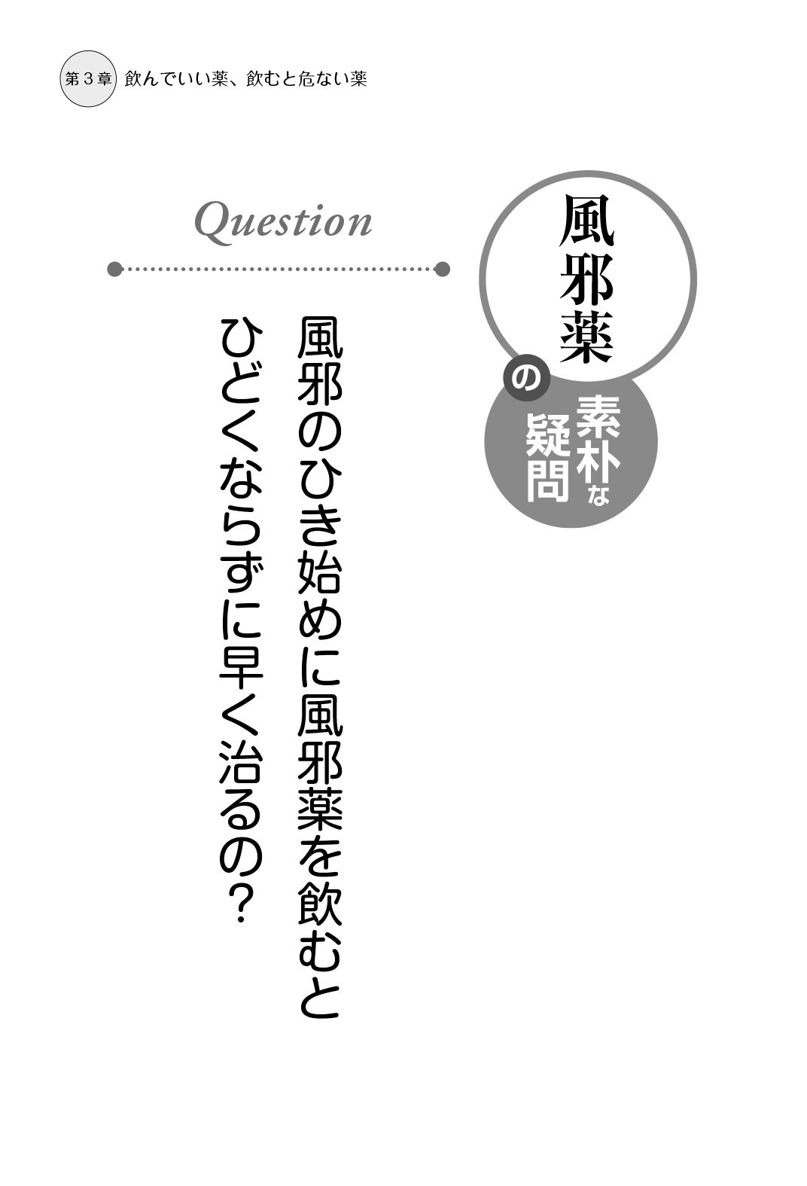 第3章 飲んでいい薬、飲むと危ない薬
風邪薬
の
素朴な
疑問
Question
風邪のひき始めに風邪薬を飲むと
ひどくならずに早く治るの？